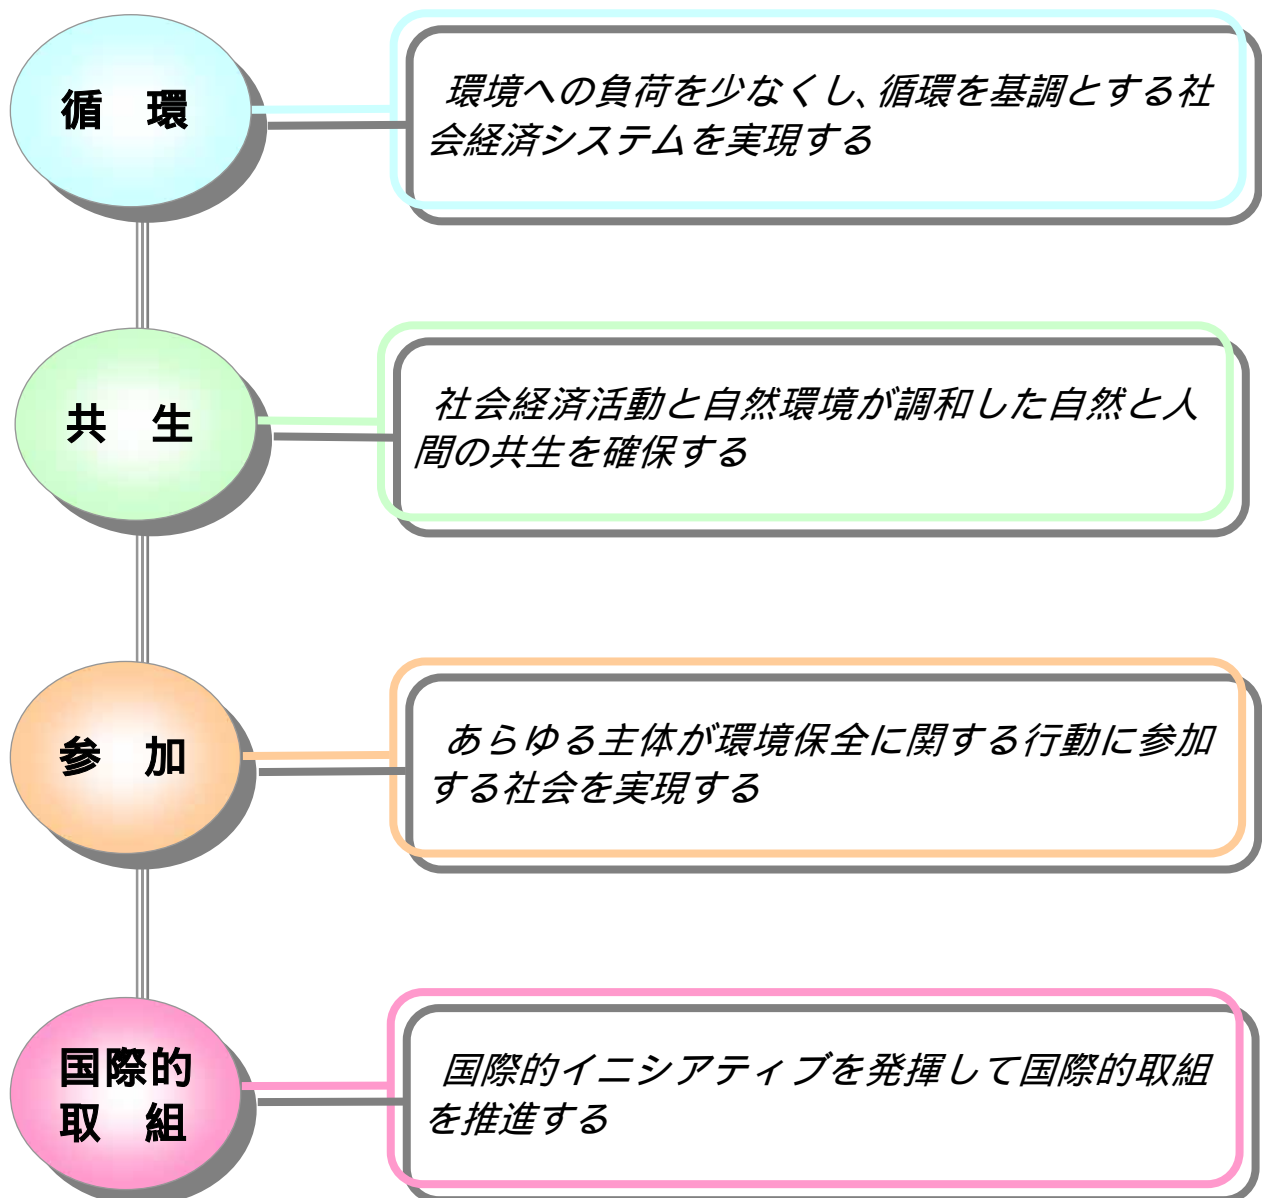 循　環
環境への負荷を少なくし、循環を基調とする社
会経済システムを実現する
共　生
社会経済活動と自然環境が調和した自然と人
間の共生を確保する
参　加
あらゆる主体が環境保全に関する行動に参加
する社会を実現する
国際的
取　組
国際的イニシアティブを発揮して国際的取組
を推進する